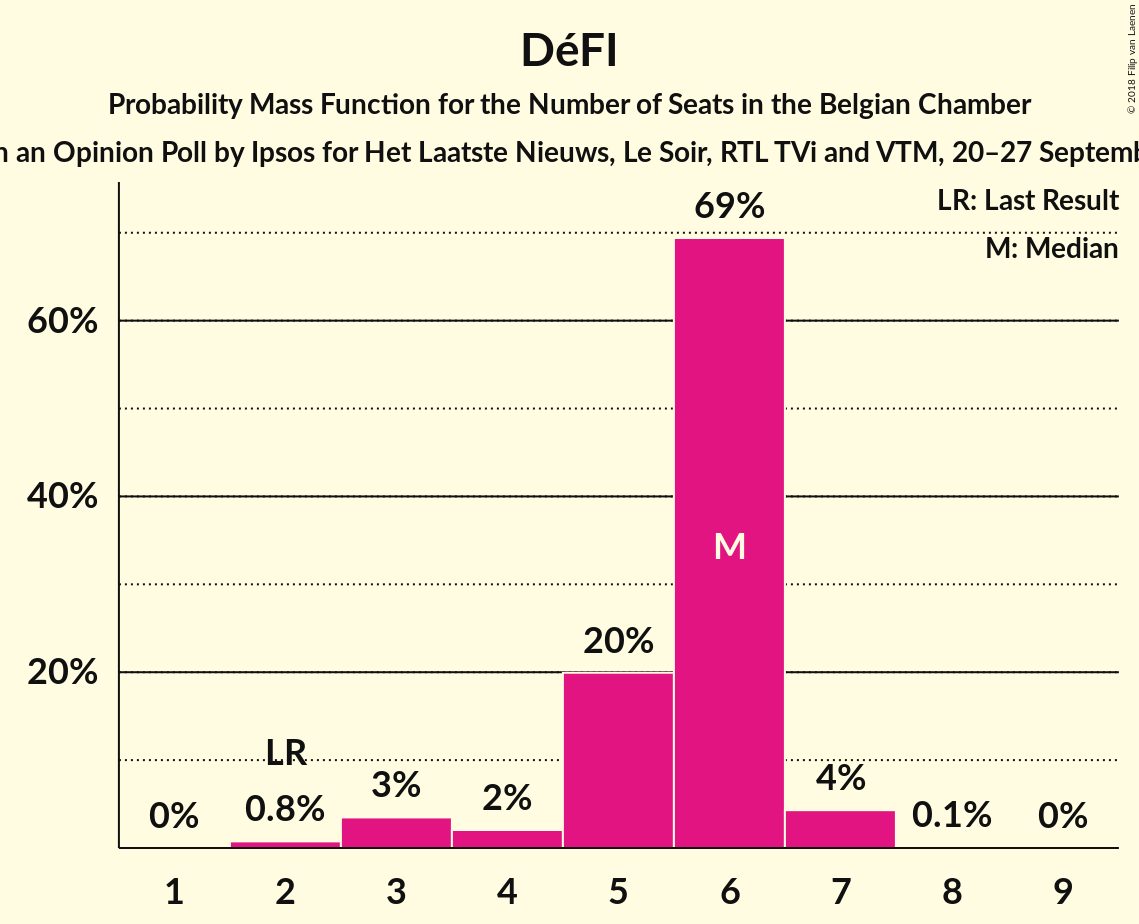 DéFI
Probability Mass Function for the Number of Seats in the Belgian Chamber
an Opinion Poll by Ipsos for Het Laatste Nieuws, Le Soir, RTL TVi and VTM, 20–27
© 2018 Filip van Laenen
LR: Last Result
M: Median
69%
60%
40%
M
20%
20%
LR
0%
0.8%
3%
2%
4%
0.1%
0%
1 2 3 4 5 6 7 8 9